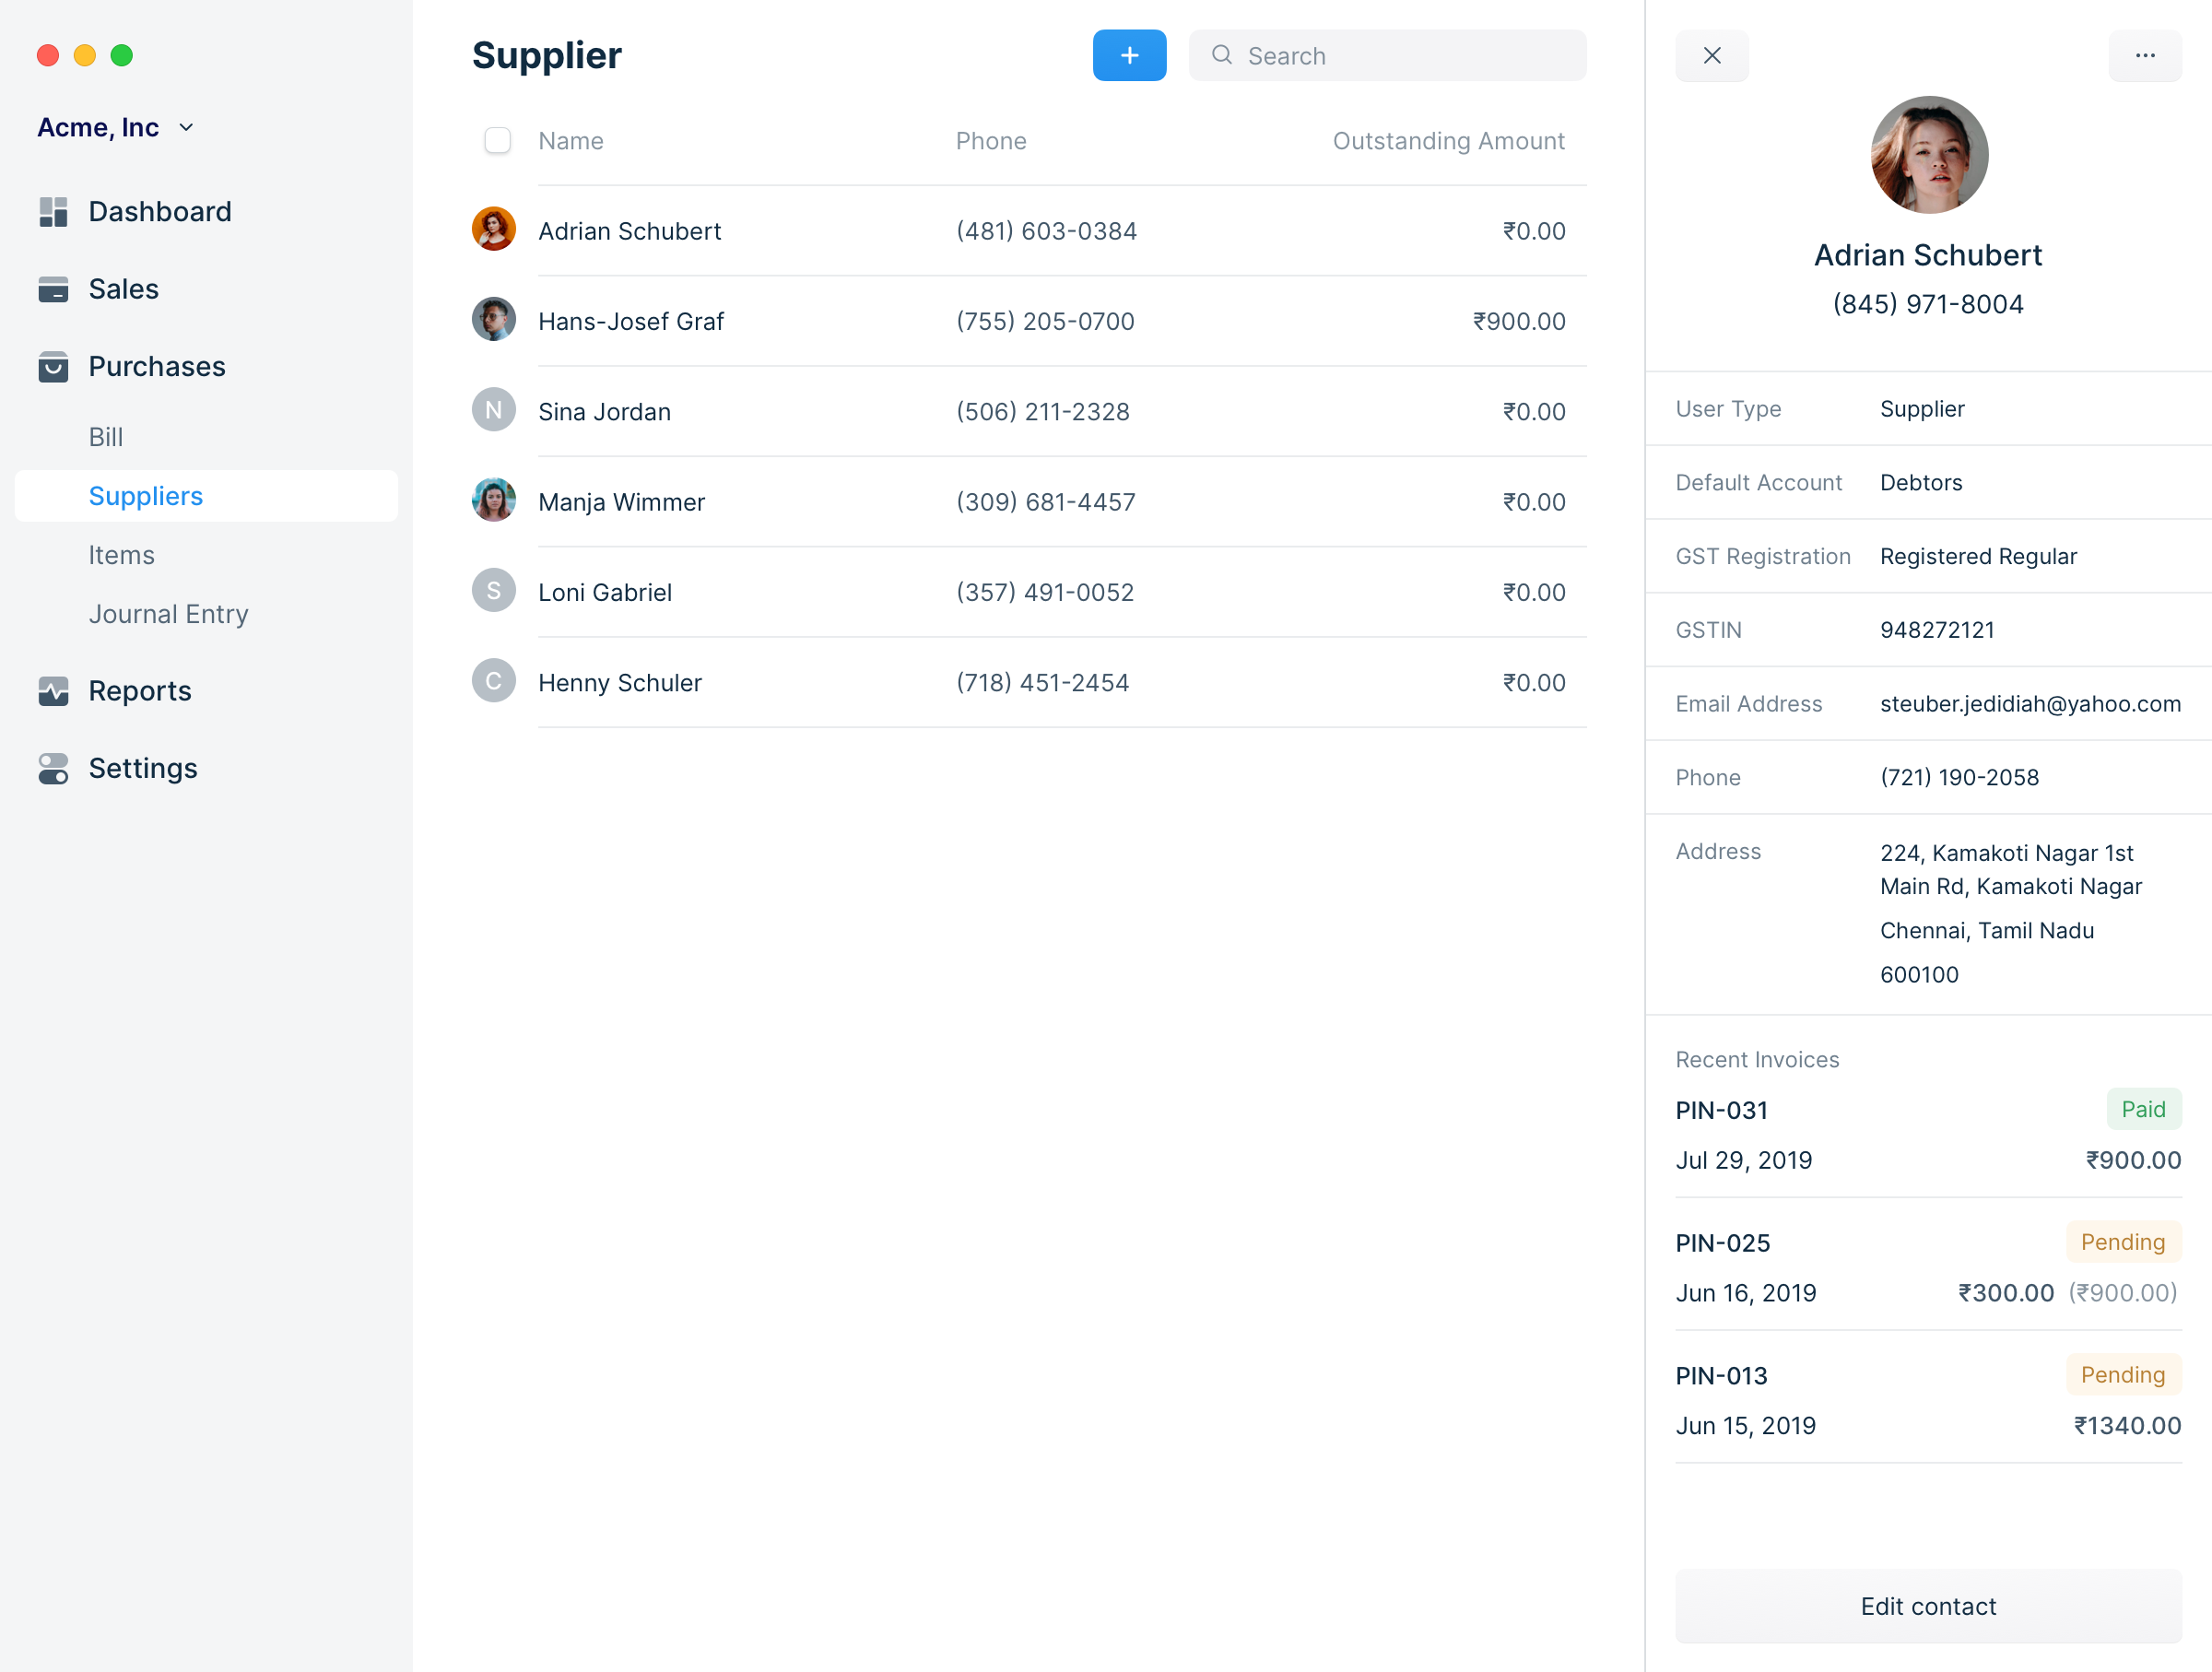 Acme, Inc
Dashboard
Sales
Purchases
Bill
Suppliers
Items
Journal Entry
Reports
Settings
Supplier
+
Search
Name Phone Outstanding Amount
Adrian Schubert (481) 603-0384 ₹0.00
Hans-Josef Graf (755) 205-0700 ₹900.00
N Sina Jordan (506) 211-2328 ₹0.00
Manja Wimmer (309) 681-4457 ₹0.00
S Loni Gabriel (357) 491-0052 ₹0.00
C Henny Schuler (718) 451-2454 ₹0.00
Adrian Schubert
(845) 971-8004
User Type Supplier
Default Account Debtors
GST Registration Registered Regular
GSTIN 948272121
Email Address steuber.jedidiah@yahoo.com
Phone (721) 190-2058
Address 224, Kamakoti Nagar 1st
Main Rd, Kamakoti Nagar
Chennai, Tamil Nadu
600100
Recent Invoices
PIN-031 Paid
Jul 29, 2019 ₹900.00
PIN-025 Pending
Jun 16, 2019 ₹300.00 (₹900.00)
PIN-013 Pending
Jun 15, 2019 ₹1340.00
Edit contact